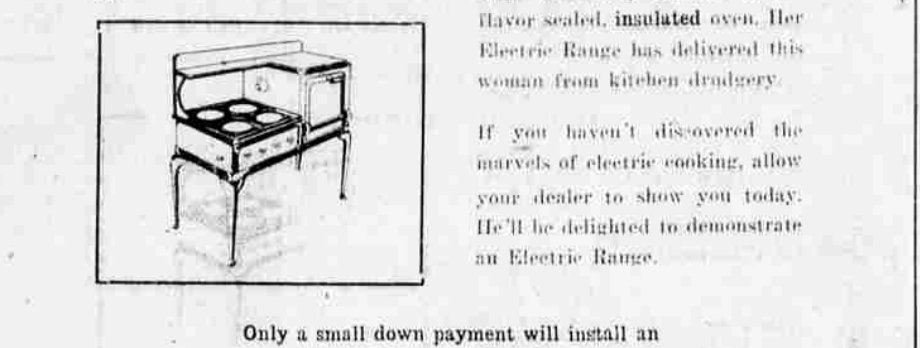 flavor sealed, insulated oven. Her
Electric Range has delivered this
woman from kitchen drudgery.
If you haven't discovered the
marvels of electric cooking, allow
your dealer to show you today.
He'll be delighted to demonstrate
an Electric Range.
Only a small down payment will install an